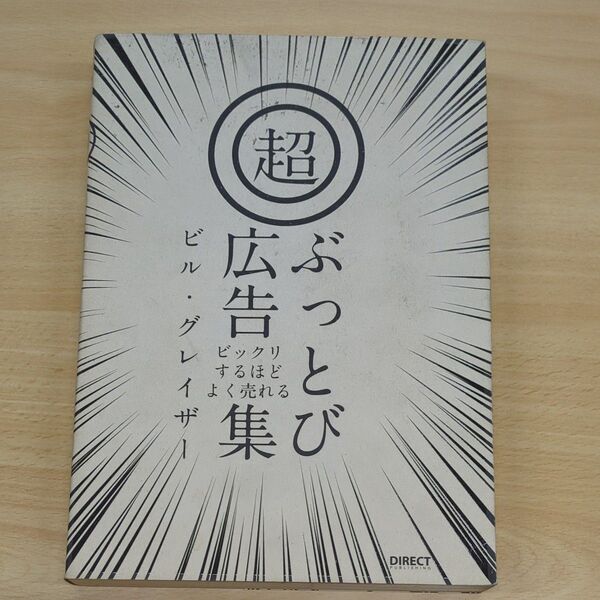 超
ぶっとび
広告
ビックリ
するほど
よく売れる
集
ビル・グレイザー
DIRECT
PUBLISHING